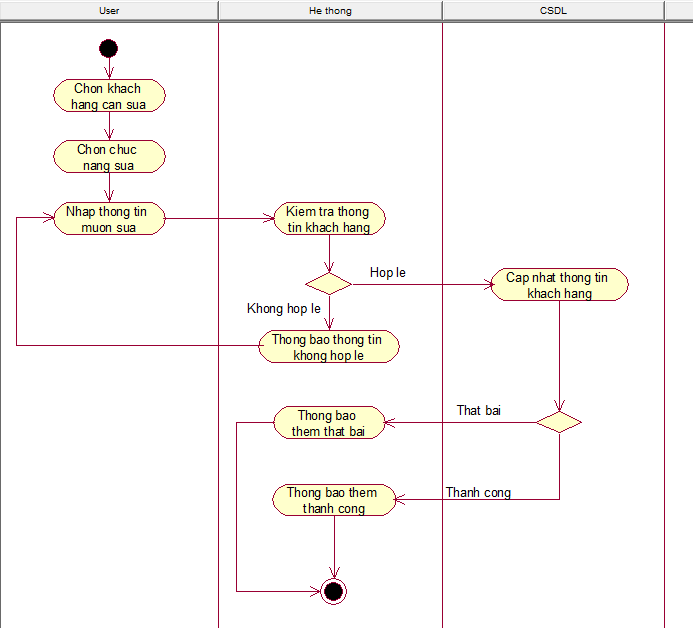 User
He thong
CSDL
Chon khach
hang can sua
Chon chuc
nang sua
Nhap thong tin
muon sua
Kiem tra thong
tin khach hang
Hop le
Cap nhat thong tin
khach hang
Khong hop le
Thong bao thong tin
khong hop le
That bai
Thong bao
them that bai
Thanh cong
Thong bao them
thanh cong